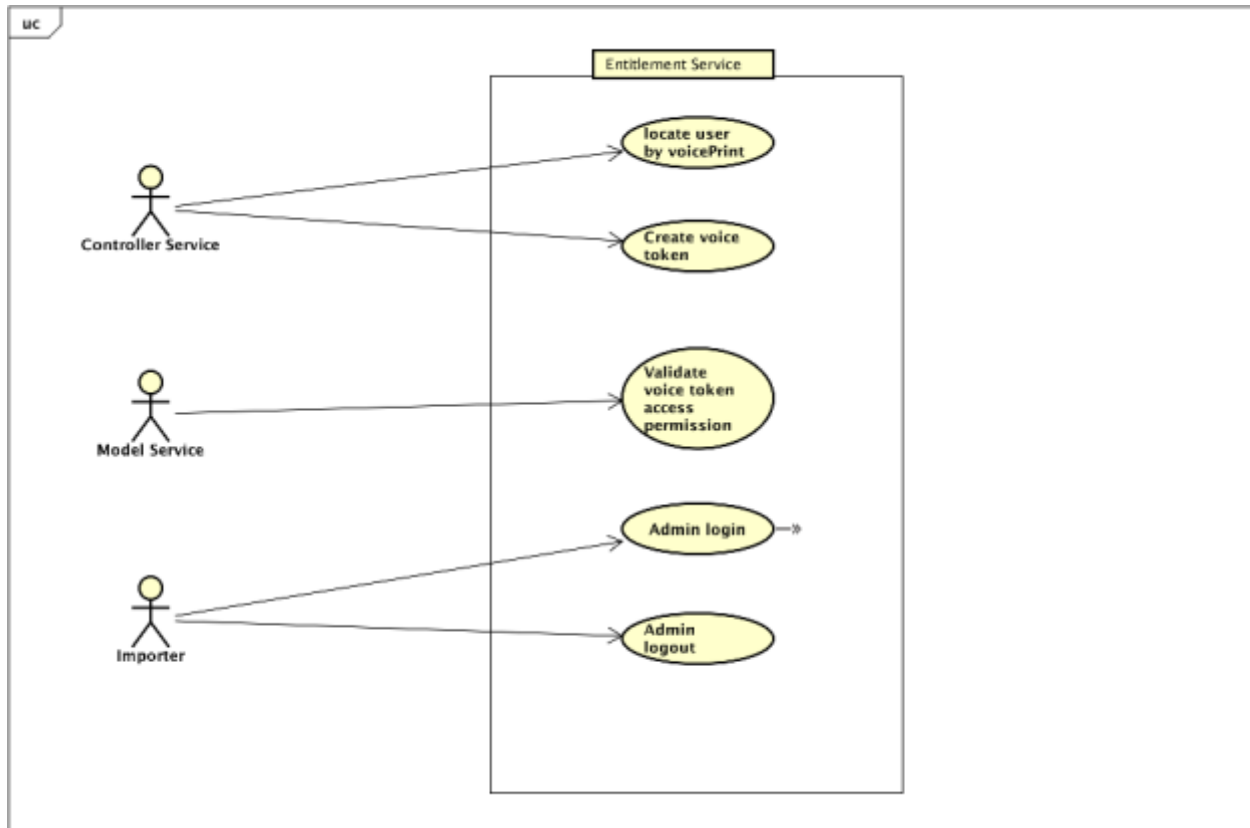 uc
Entitlement Service
locate user
by voicePrint
Controller Service
Create voice
token
Validate
voice token
access
permission
Model Service
Admin login
Admin
logout
Importer